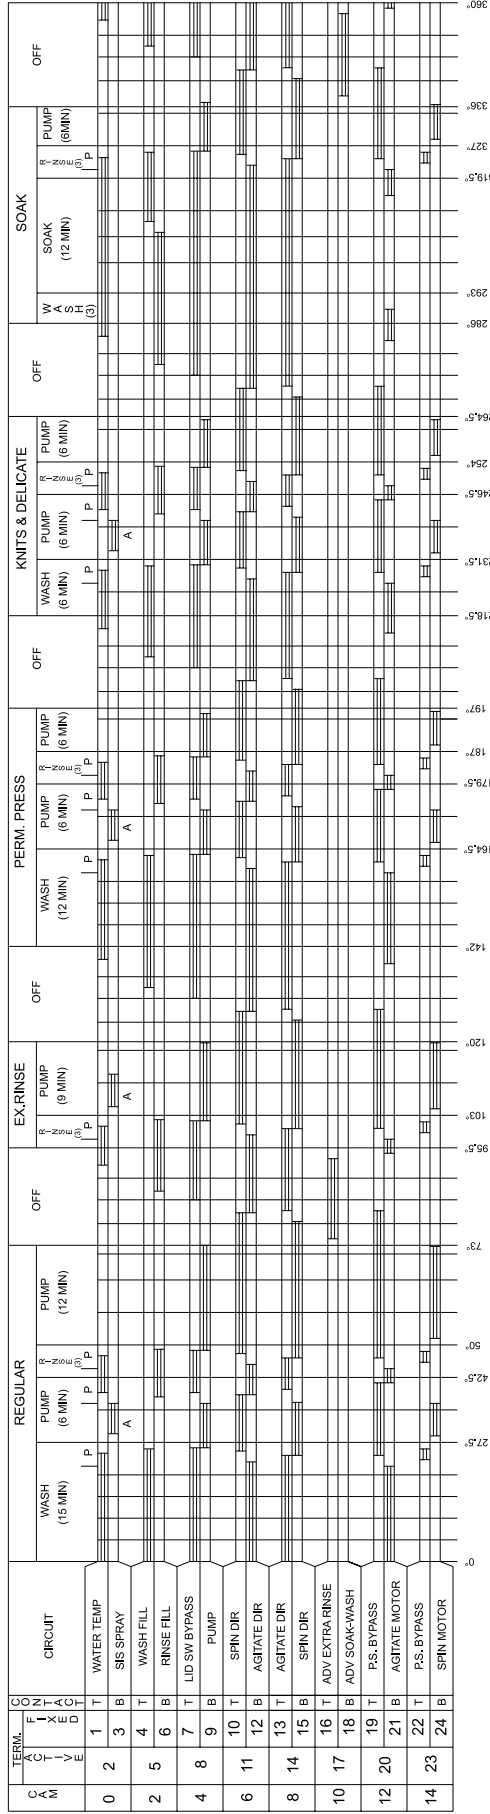 CAM
TERM.
ACTIVE
FIXED
CONTACT
CIRCUIT
REGULAR
OFF
EX.RINSE
OFF
PERM. PRESS
OFF
KNITS & DELICATE
OFF
SOAK
OFF
WASH
(15 MIN)
PUMP
(6 MIN)
RINSE
(3)
PUMP
(12 MIN)
RINSE
(3)
PUMP
(9 MIN)
WASH
(12 MIN)
PUMP
(6 MIN)
RINSE
(3)
PUMP
(6 MIN)
WASH
(6 MIN)
PUMP
(6 MIN)
RINSE
(3)
PUMP
(6 MIN)
WASH
(3)
SOAK
(12 MIN)
RINSE
(3)
PUMP
(6MIN)
0 2 1 T WATER TEMP P P P P P P P P P P P
3 B SIS SPRAY A A A A
2 5 4 T WASH FILL
6 B RINSE FILL
4 8 7 T LID SW BYPASS
9 B PUMP
6 11 10 T SPIN DIR
12 B AGITATE DIR
8 14 13 T AGITATE DIR
15 B SPIN DIR
10 17 16 T ADV EXTRA RINSE
18 B ADV SOAK-WASH
12 20 19 T P.S. BYPASS
21 B AGITATE MOTOR
14 23 22 T P.S. BYPASS
24 B SPIN MOTOR
0° 27.5° 42.5° 50° 73° 95.5° 103° 120° 142° 164.5° 179.5° 187° 197° 218.5° 231.5° 246.5° 254° 264.5° 286° 293° 319.5° 327° 336° 360°